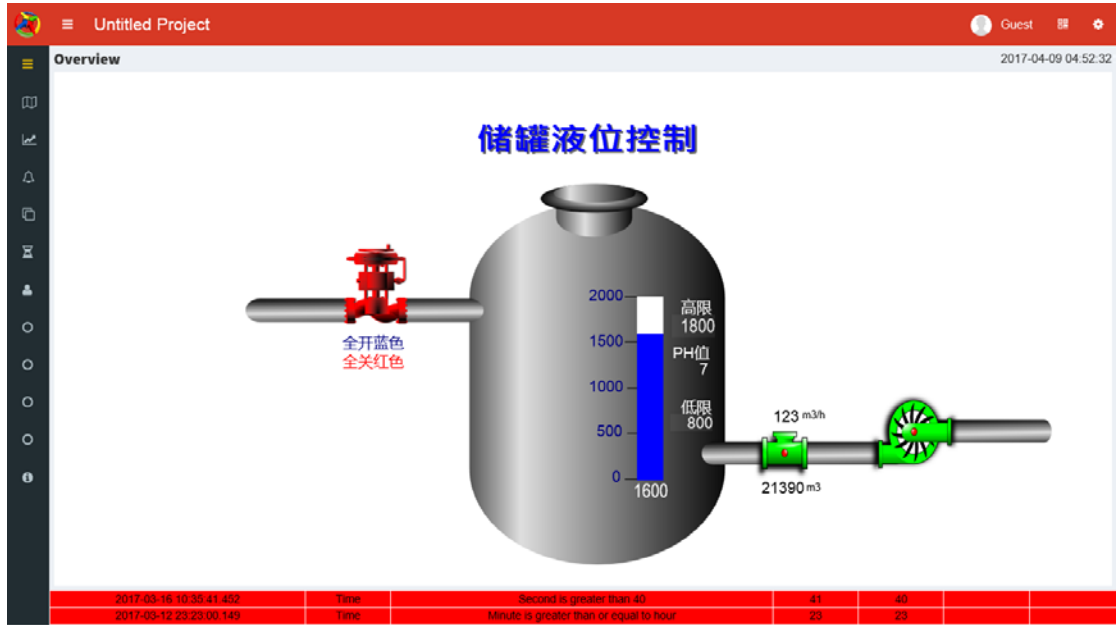 Untitled Project
Guest
Overview
2017-04-09 04:52:32
储罐液位控制
全开蓝色
全关红色
2000
1500
1000
500
0
1600
高限
1800
PH值
7
低限
800
123 m3/h
21390 m3
2017-03-16 10:35:41.452 Time Second is greater than 40 41 40
2017-03-12 23:23:00.149 Time Minute is greater than or equal to hour 23 23